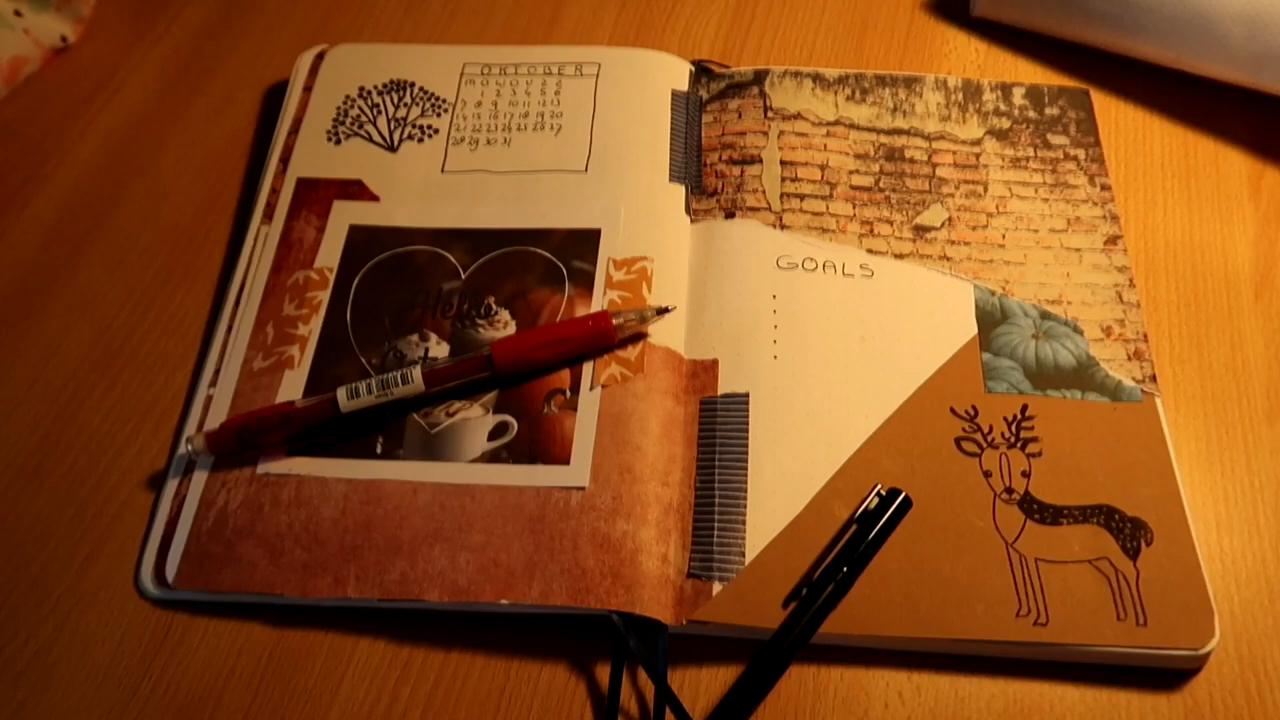 OKTOBER
M D W D V Z Z
1 2 3 4 5 6
7 8 9 10 11 12 13
14 15 16 17 18 19 20
21 22 23 24 25 26 27
28 29 30 31
Hello
GOALS